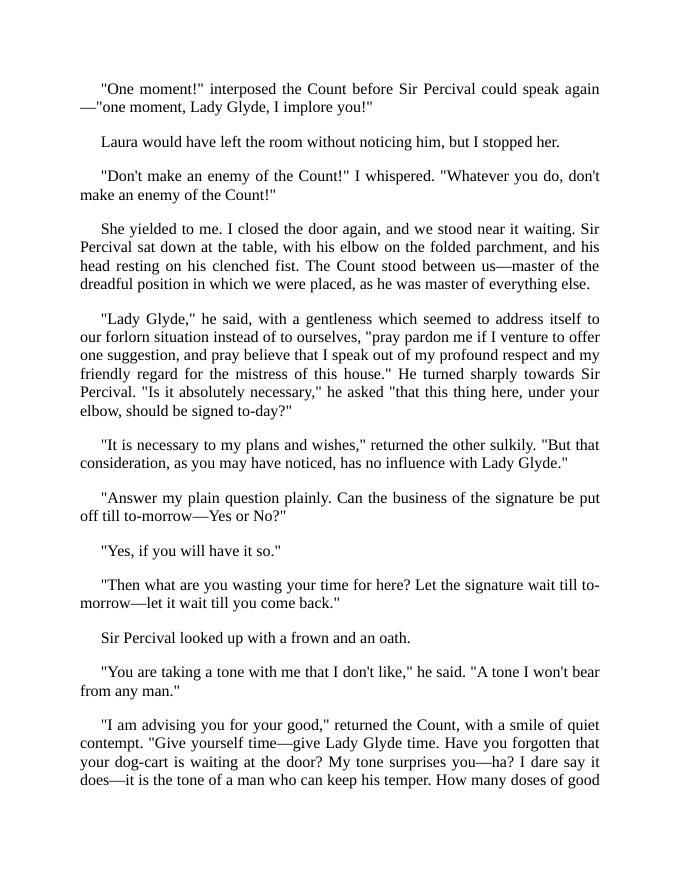 "One moment!" interposed the Count before Sir Percival could speak again
—"one moment, Lady Glyde, I implore you!"
Laura would have left the room without noticing him, but I stopped her.
"Don't make an enemy of the Count!" I whispered. "Whatever you do, don't
make an enemy of the Count!"
She yielded to me. I closed the door again, and we stood near it waiting. Sir
Percival sat down at the table, with his elbow on the folded parchment, and his
head resting on his clenched fist. The Count stood between us—master of the
dreadful position in which we were placed, as he was master of everything else.
"Lady Glyde," he said, with a gentleness which seemed to address itself to
our forlorn situation instead of to ourselves, "pray pardon me if I venture to offer
one suggestion, and pray believe that I speak out of my profound respect and my
friendly regard for the mistress of this house." He turned sharply towards Sir
Percival. "Is it absolutely necessary," he asked "that this thing here, under your
elbow, should be signed to-day?"
"It is necessary to my plans and wishes," returned the other sulkily. "But that
consideration, as you may have noticed, has no influence with Lady Glyde."
"Answer my plain question plainly. Can the business of the signature be put
off till to-morrow—Yes or No?"
"Yes, if you will have it so."
"Then what are you wasting your time for here? Let the signature wait till to-
morrow—let it wait till you come back."
Sir Percival looked up with a frown and an oath.
"You are taking a tone with me that I don't like," he said. "A tone I won't bear
from any man."
"I am advising you for your good," returned the Count, with a smile of quiet
contempt. "Give yourself time—give Lady Glyde time. Have you forgotten that
your dog-cart is waiting at the door? My tone surprises you—ha? I dare say it
does—it is the tone of a man who can keep his temper. How many doses of good